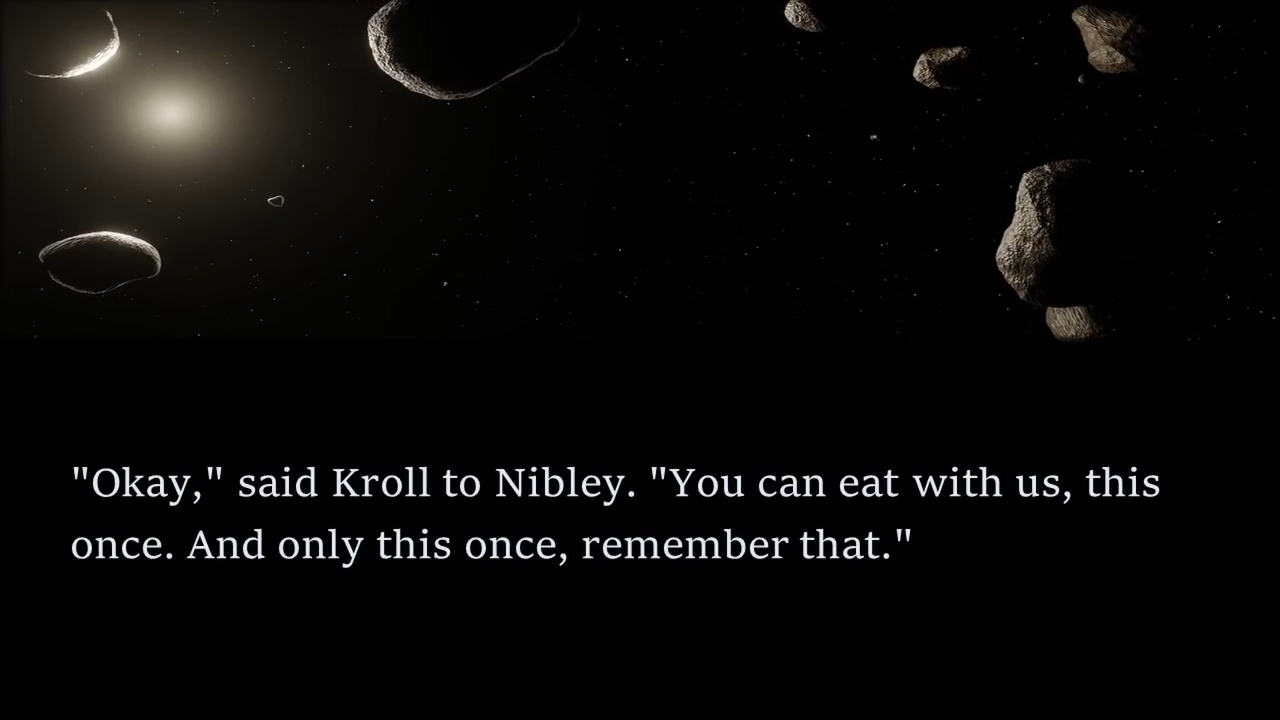 "Okay," said Kroll to Nibley. "You can eat with us, this
once. And only this once, remember that."